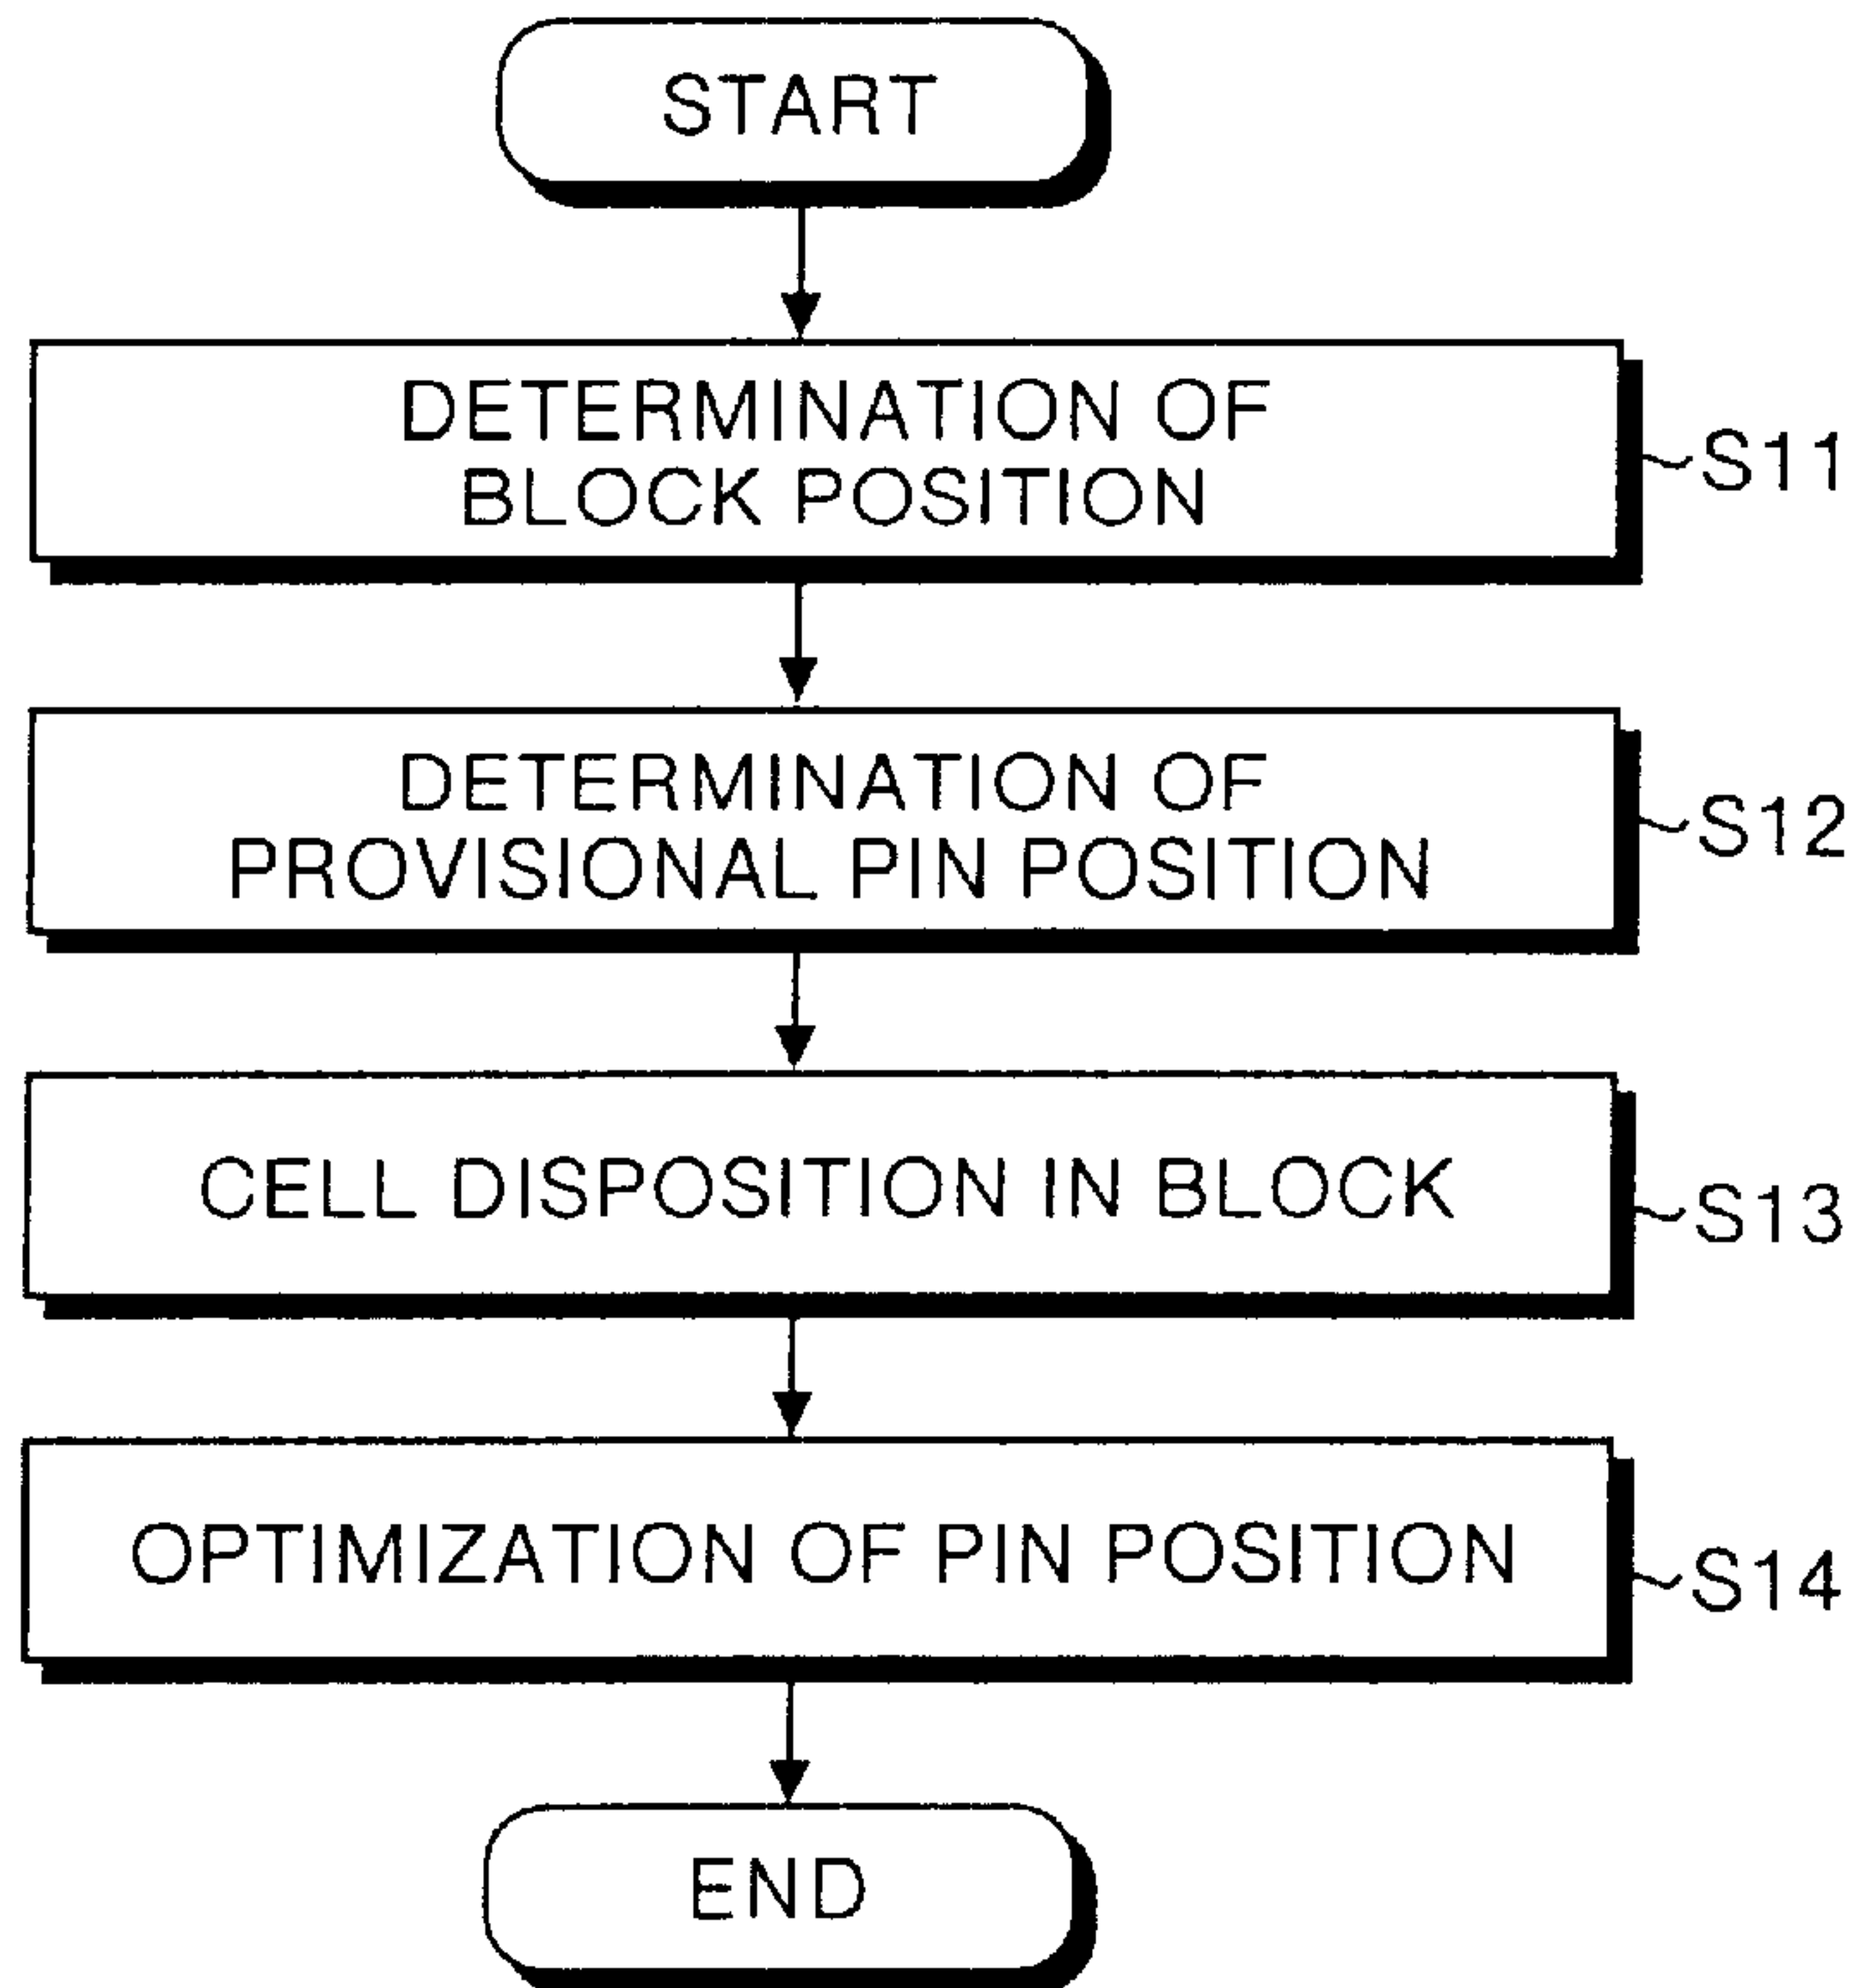 START
DETERMINATION OF
BLOCK POSITION
S11
DETERMINATION OF
PROVISIONAL PIN POSITION
S12
CELL DISPOSITION IN BLOCK
S13
OPTIMIZATION OF PIN POSITION
S14
END